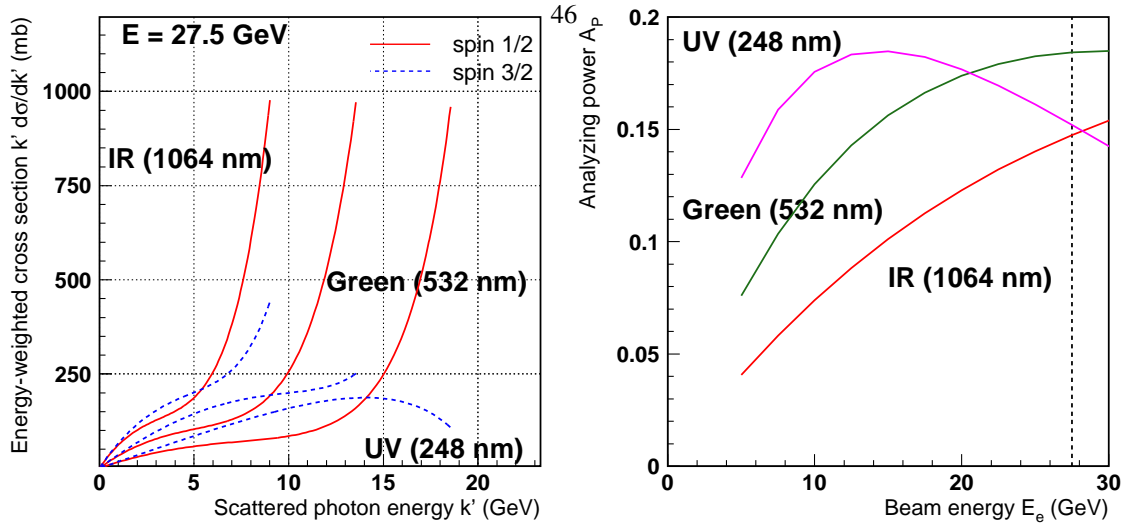 46
Energy-weighted cross section k' dσ/dk' (mb)
E = 27.5 GeV
spin 1/2
spin 3/2
1000
750
500
250
0
IR (1064 nm)
Green (532 nm)
UV (248 nm)
0 5 10 15 20
Scattered photon energy k' (GeV)
Analyzing power A_P
0.2
0.15
0.1
0.05
0
UV (248 nm)
Green (532 nm)
IR (1064 nm)
0 10 20 30
Beam energy E_e (GeV)